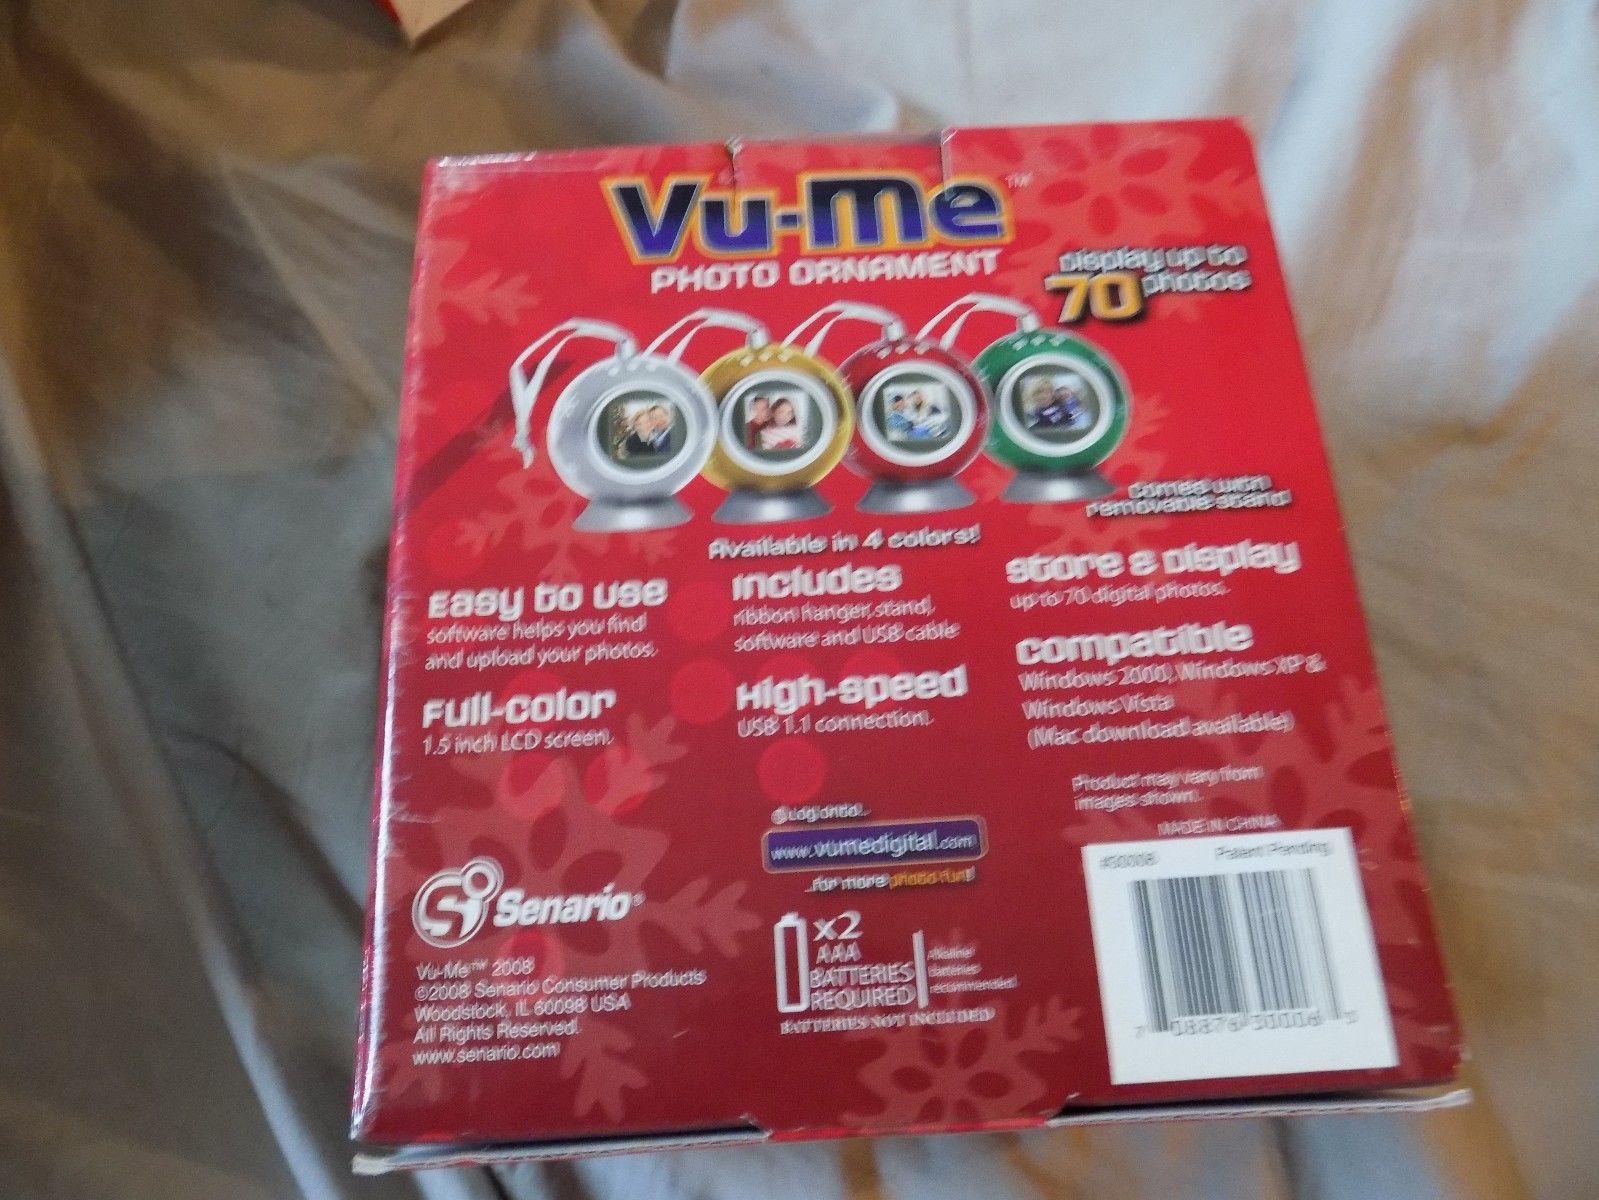 Vu-Me™
PHOTO ORNAMENT
Display up to
70 photos
comes with
removable stand
Available in 4 colors!
Easy to use
software helps you find
and upload your photos.
Includes
ribbon hanger, stand,
software and USB cable
Store & Display
up to 70 digital photos.
Full-color
1.5 inch LCD screen.
High-speed
USB 1.1 connection.
Compatible
Windows 2000, Windows XP &
Windows Vista
(Mac download available)
Product may vary from
images shown.
MADE IN CHINA
Log onto...
www.vumedigital.com
...for more photo fun!
Senario®
Vu-Me™ 2008
©2008 Senario Consumer Products
Woodstock, IL 60098 USA
All Rights Reserved.
www.senario.com
x2
AAA
BATTERIES
REQUIRED
Alkaline
batteries
recommended.
BATTERIES NOT INCLUDED
Patent Pending